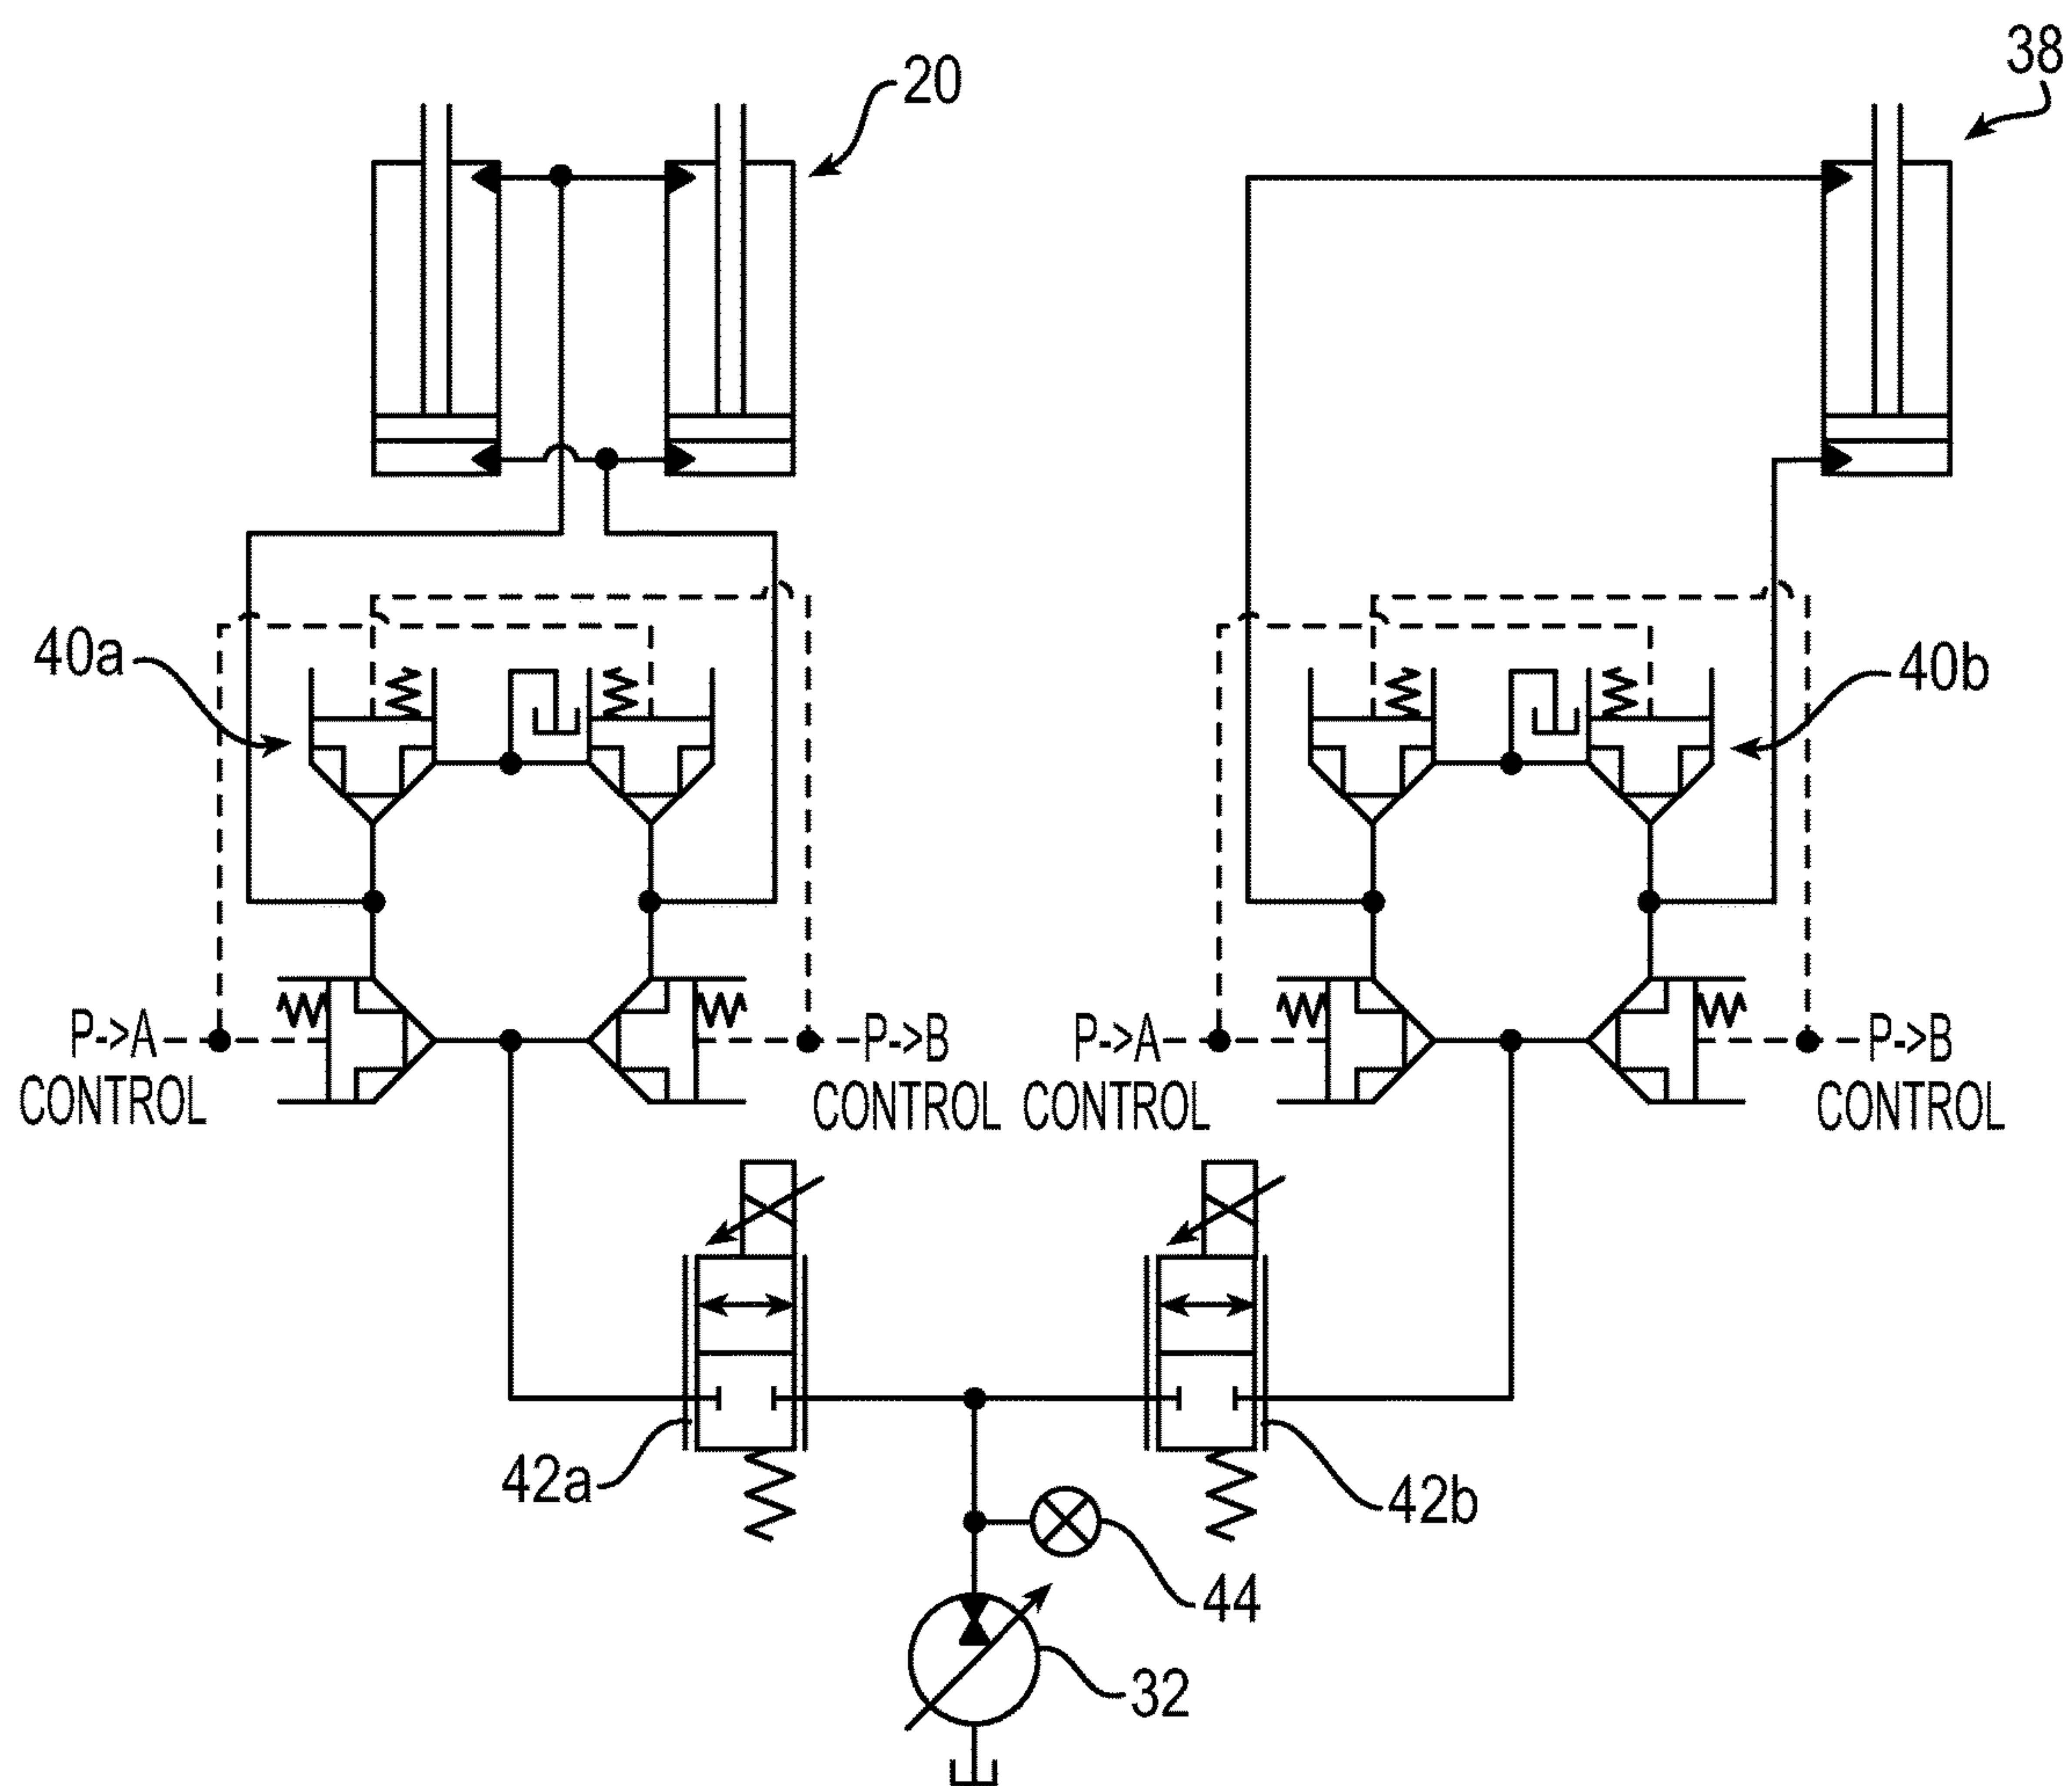 38
20
40a
40b
P->A
CONTROL
P->B
CONTROL
P->A
CONTROL
P->B
CONTROL
42a
42b
44
32